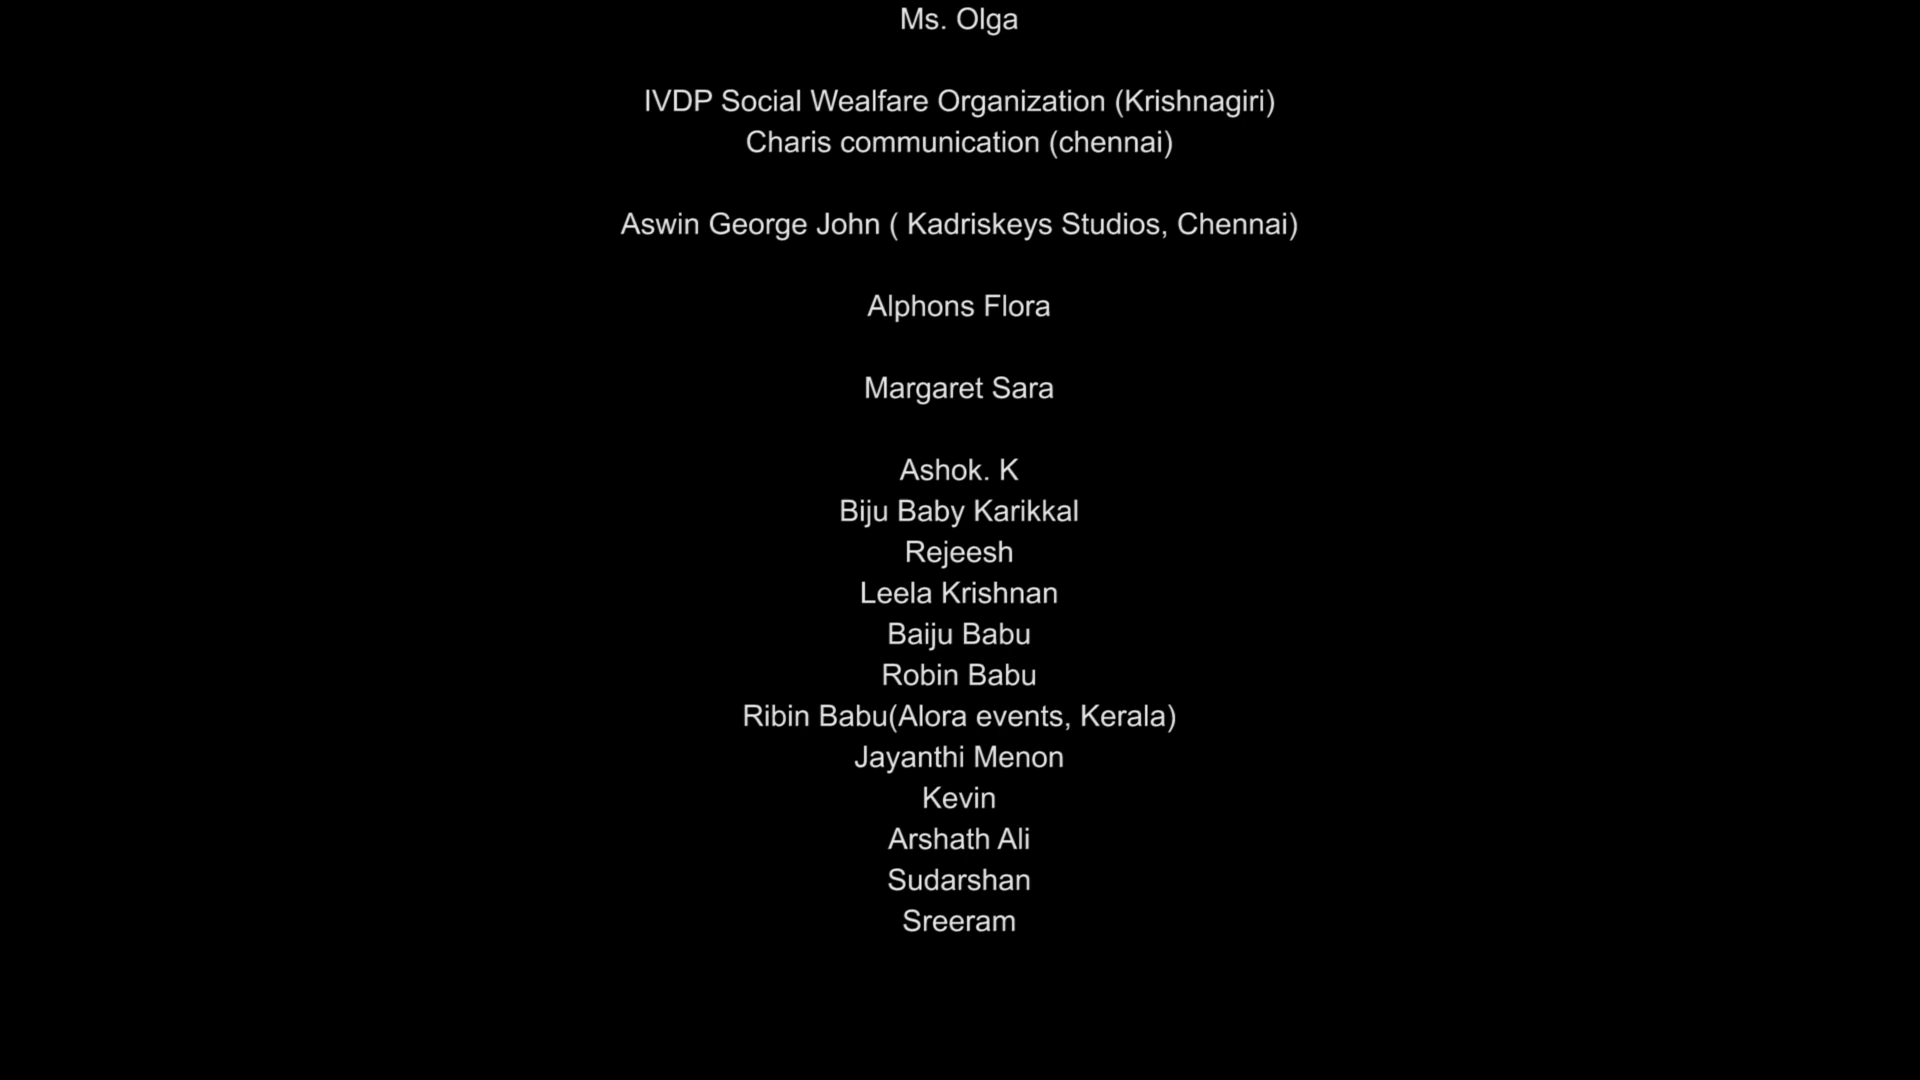 Ms. Olga
IVDP Social Wealfare Organization (Krishnagiri)
Charis communication (chennai)
Aswin George John ( Kadriskeys Studios, Chennai)
Alphons Flora
Margaret Sara
Ashok. K
Biju Baby Karikkal
Rejeesh
Leela Krishnan
Baiju Babu
Robin Babu
Ribin Babu(Alora events, Kerala)
Jayanthi Menon
Kevin
Arshath Ali
Sudarshan
Sreeram